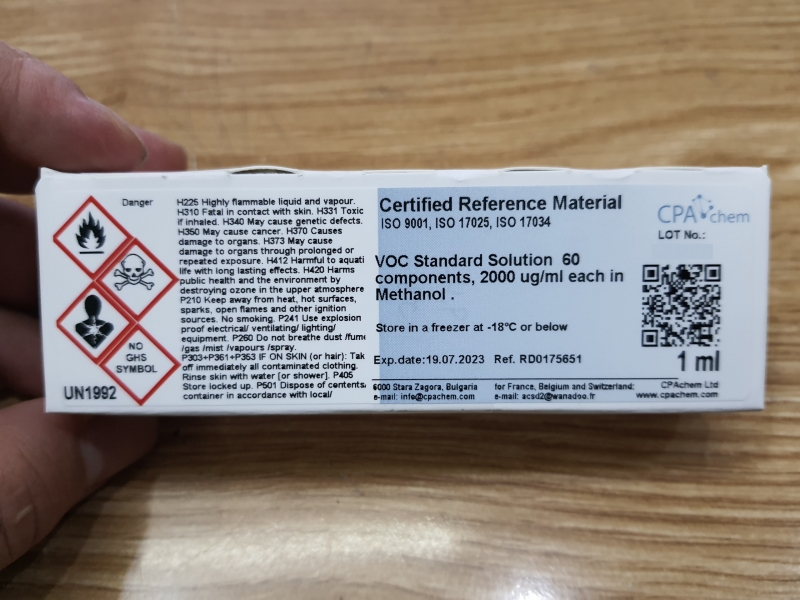 Danger
NO
GHS
SYMBOL
UN1992
H225 Highly flammable liquid and vapour.
H310 Fatal in contact with skin. H331 Toxic
if inhaled. H340 May cause genetic defects.
H350 May cause cancer. H370 Causes
damage to organs. H373 May cause
damage to organs through prolonged or
repeated exposure. H412 Harmful to aquati
life with long lasting effects. H420 Harms
public health and the environment by
destroying ozone in the upper atmosphere
P210 Keep away from heat, hot surfaces,
sparks, open flames and other ignition
sources. No smoking. P241 Use explosion
proof electrical/ ventilating/ lighting/
equipment. P260 Do not breathe dust /fume
/gas /mist /vapours /spray.
P303+P361+P353 IF ON SKIN (or hair): Tak
off immediately all contaminated clothing.
Rinse skin with water [or shower]. P405
Store locked up. P501 Dispose of contents/
container in accordance with local/
Certified Reference Material
ISO 9001, ISO 17025, ISO 17034
VOC Standard Solution 60
components, 2000 ug/ml each in
Methanol .
Store in a freezer at -18ºC or below
Exp.date:19.07.2023 Ref. RD0175651
6000 Stara Zagora, Bulgaria
e-mail: info@cpachem.com
for France, Belgium and Switzerland:
e-mail: acsd2@wanadoo.fr
CPAchem
LOT No.:
1 ml
CPAchem Ltd
www.cpachem.com